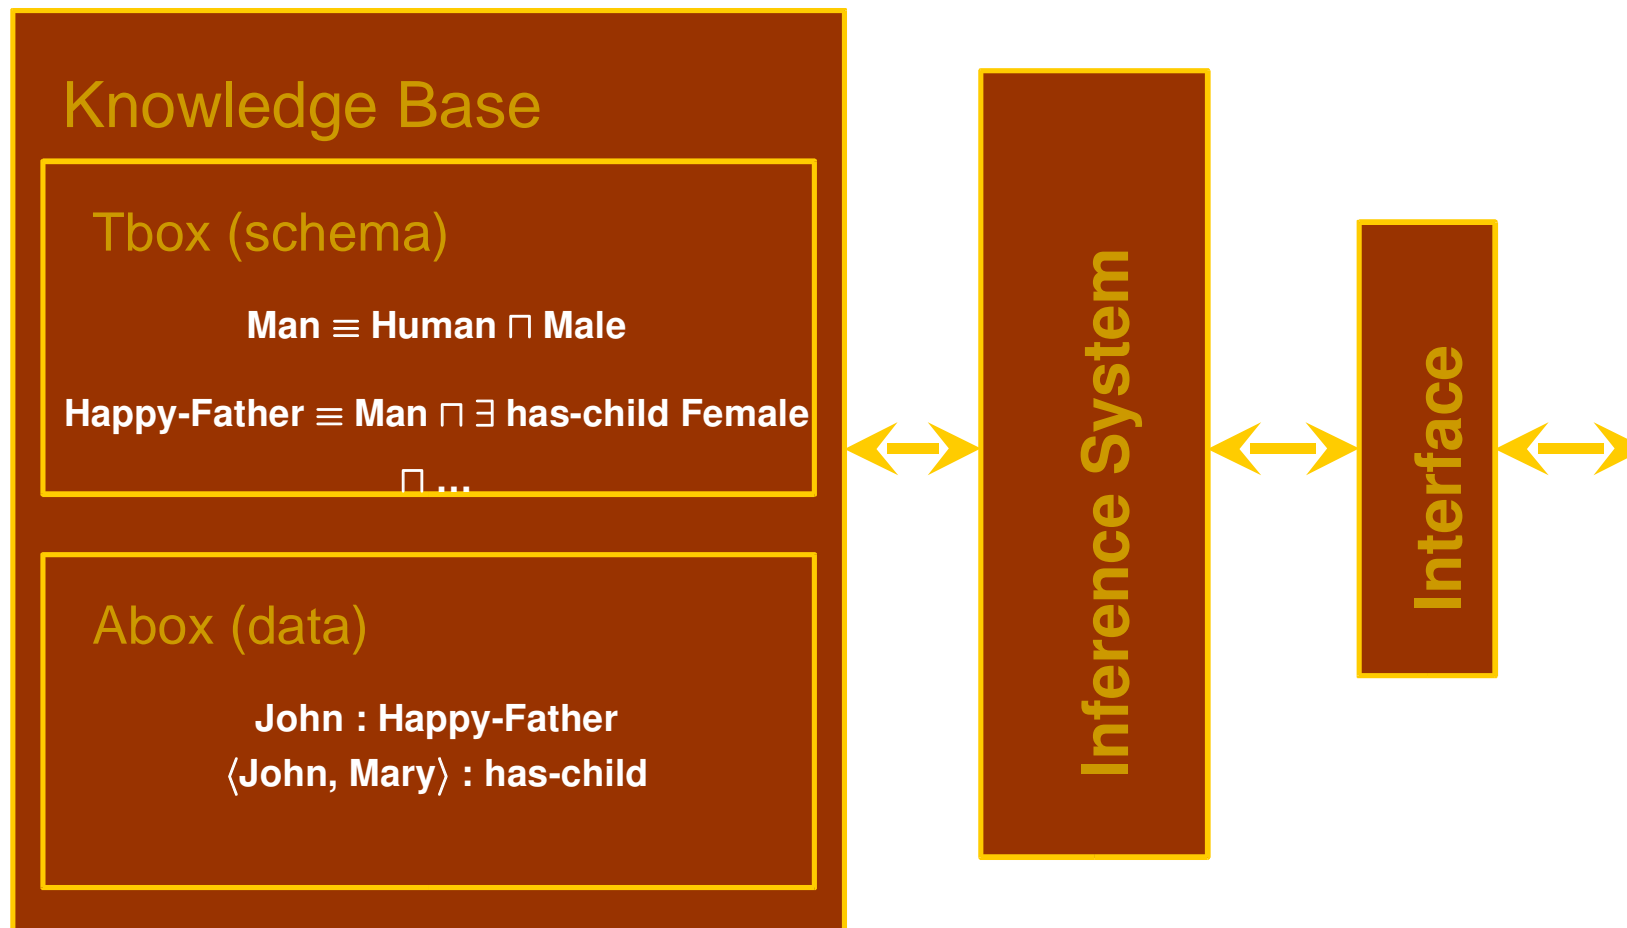 Knowledge Base
Tbox (schema)
Man ≡ Human ⊓ Male
Happy-Father ≡ Man ⊓ ∃ has-child Female
⊓ …
Abox (data)
John : Happy-Father
⟨John, Mary⟩ : has-child
Inference System
Interface